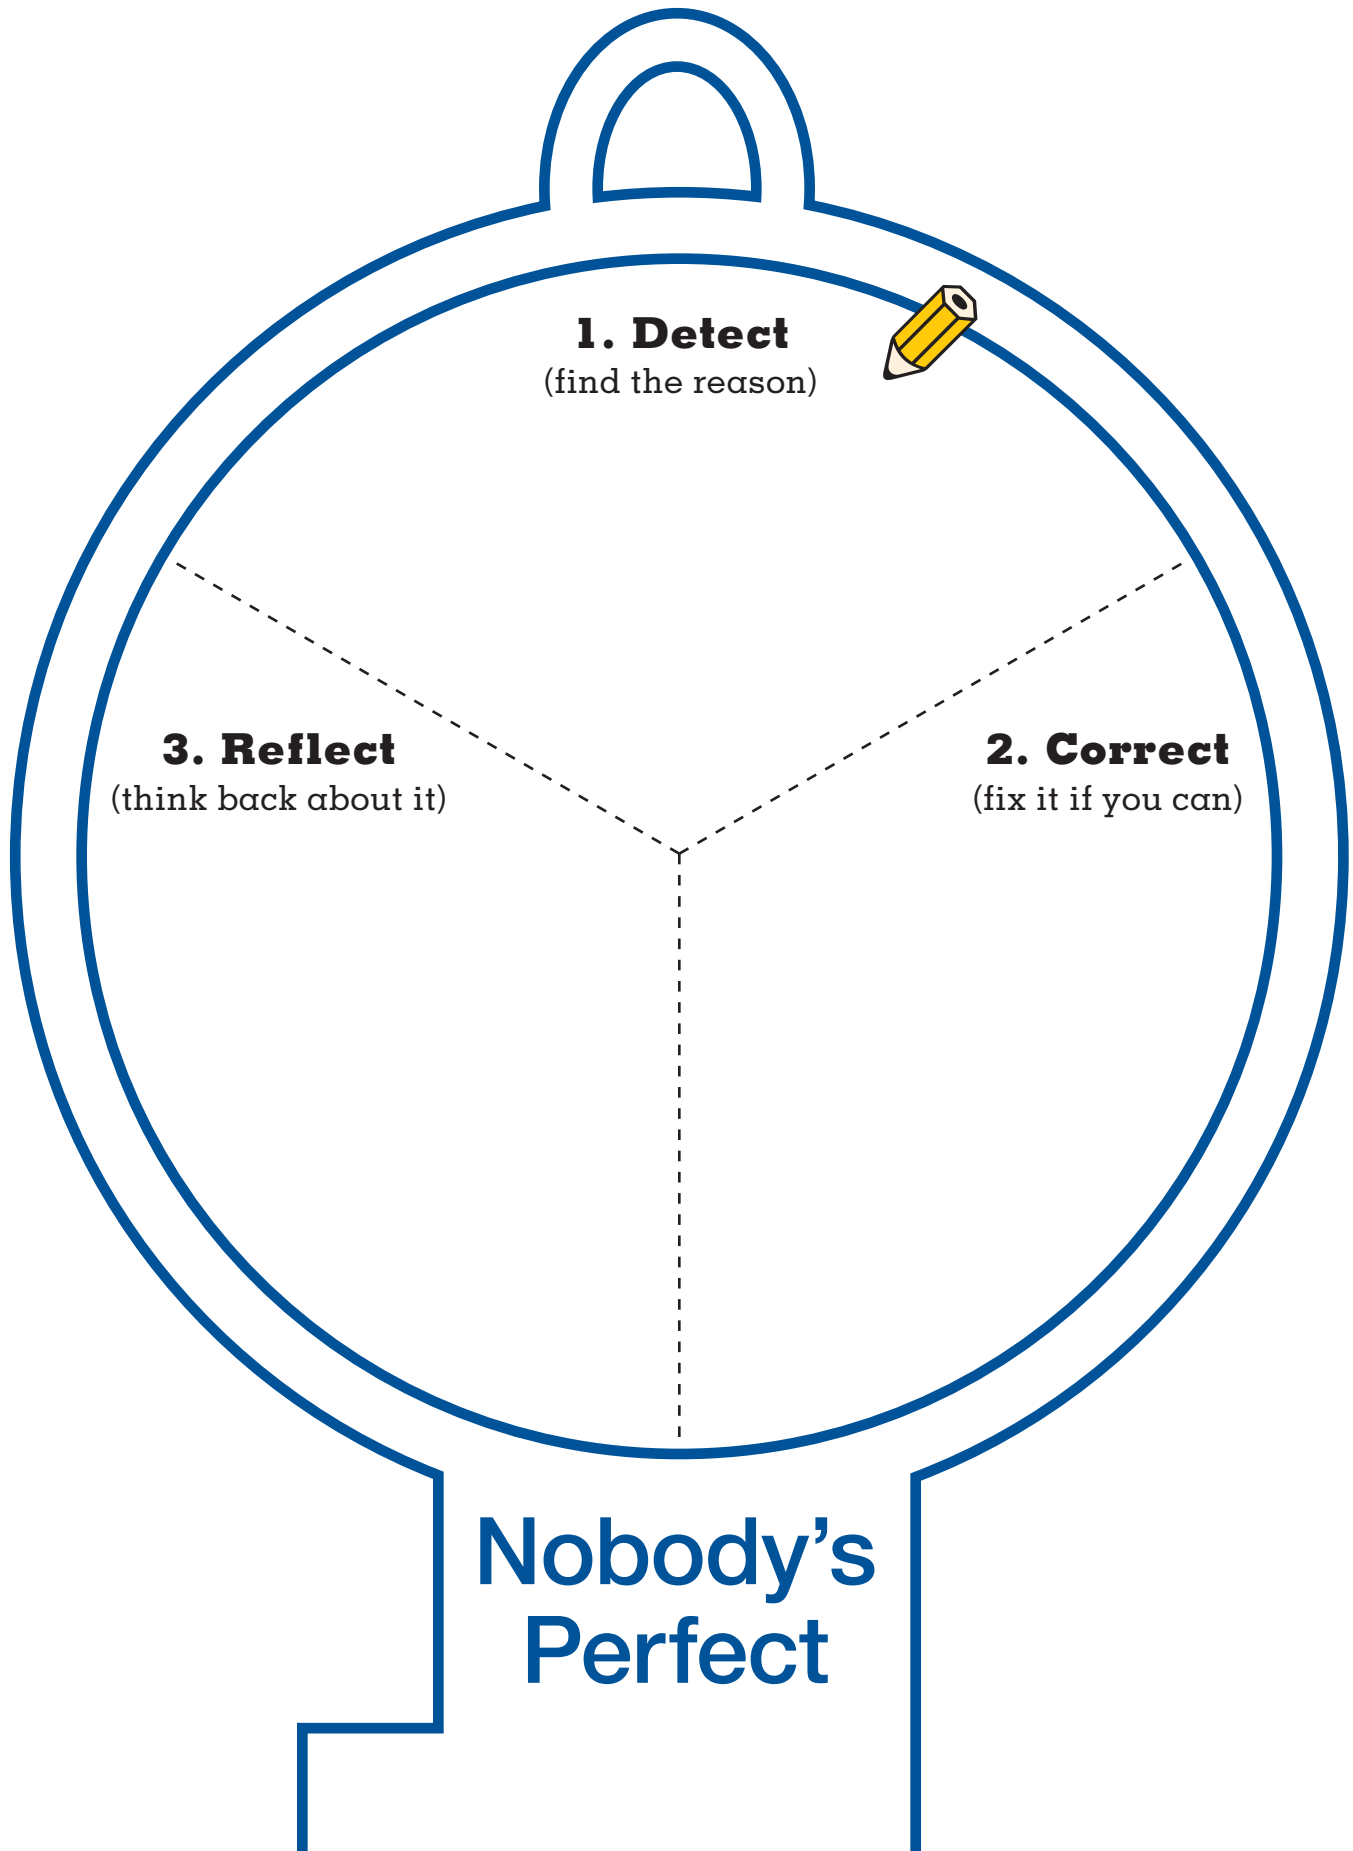 1. Detect
(find the reason)
2. Correct
(fix it if you can)
3. Reflect
(think back about it)
Nobody’s
Perfect